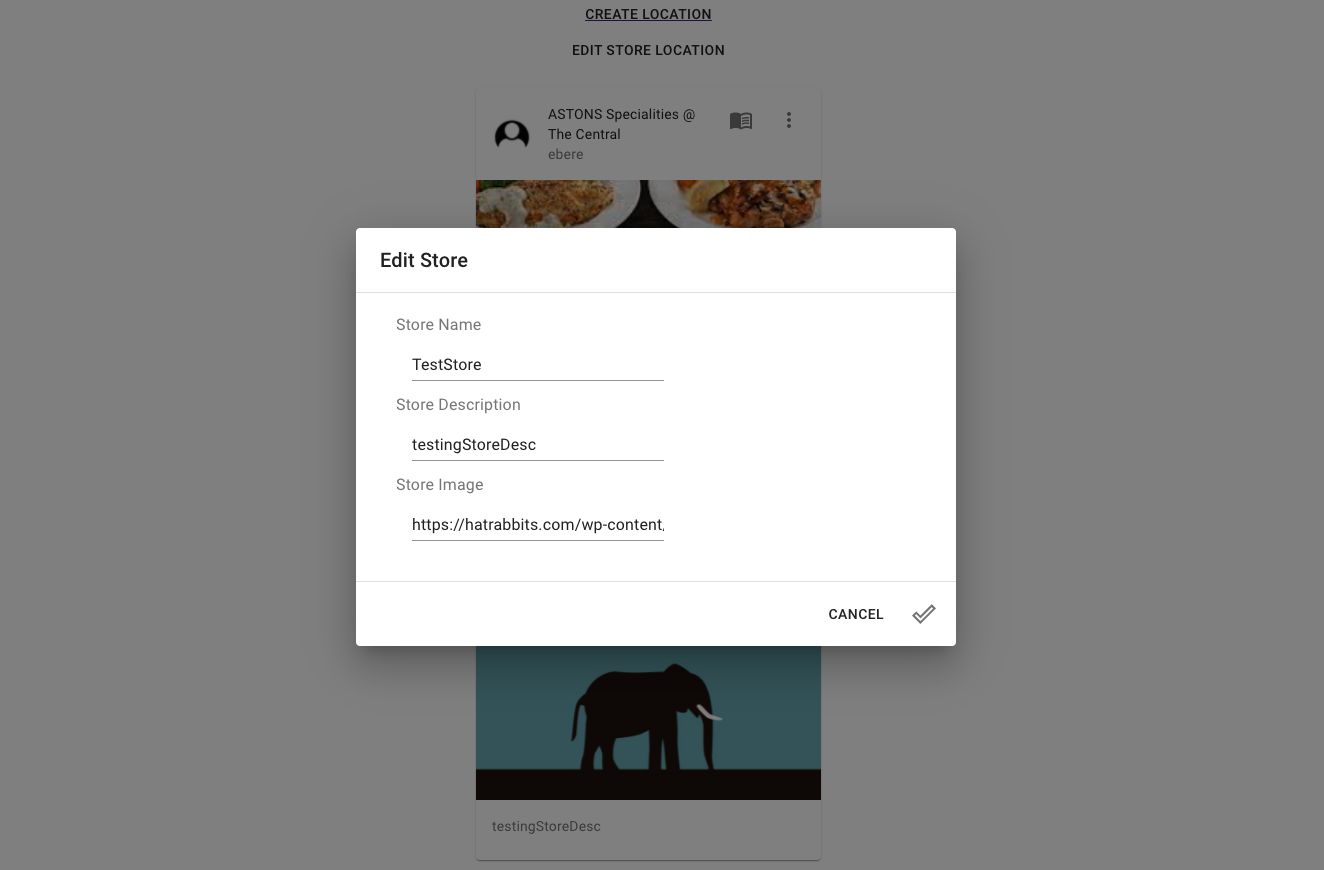 CREATE LOCATION
EDIT STORE LOCATION
ASTONS Specialities @
The Central
ebere
Edit Store
Store Name
TestStore
Store Description
testingStoreDesc
Store Image
https://hatrabbits.com/wp-content/
CANCEL
testingStoreDesc